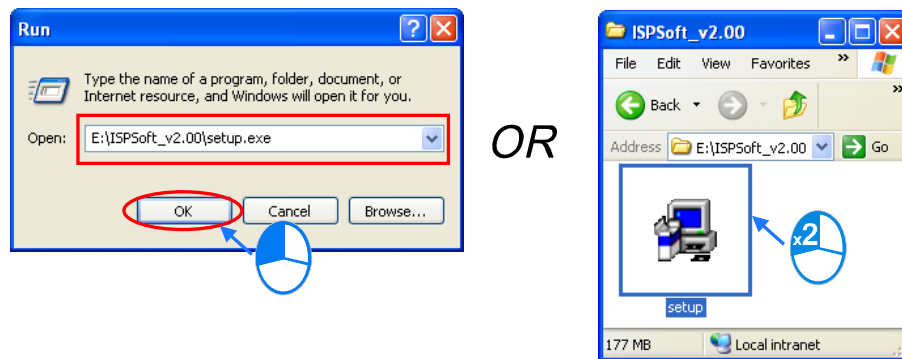 Run
Type the name of a program, folder, document, or
Internet resource, and Windows will open it for you.
Open:
E:\ISPSoft_v2.00\setup.exe
OK
Cancel
Browse...
OR
ISPSoft_v2.00
File Edit View Favorites »
Back
»
Address E:\ISPSoft_v2.00 Go
x2
setup
177 MB
Local intranet